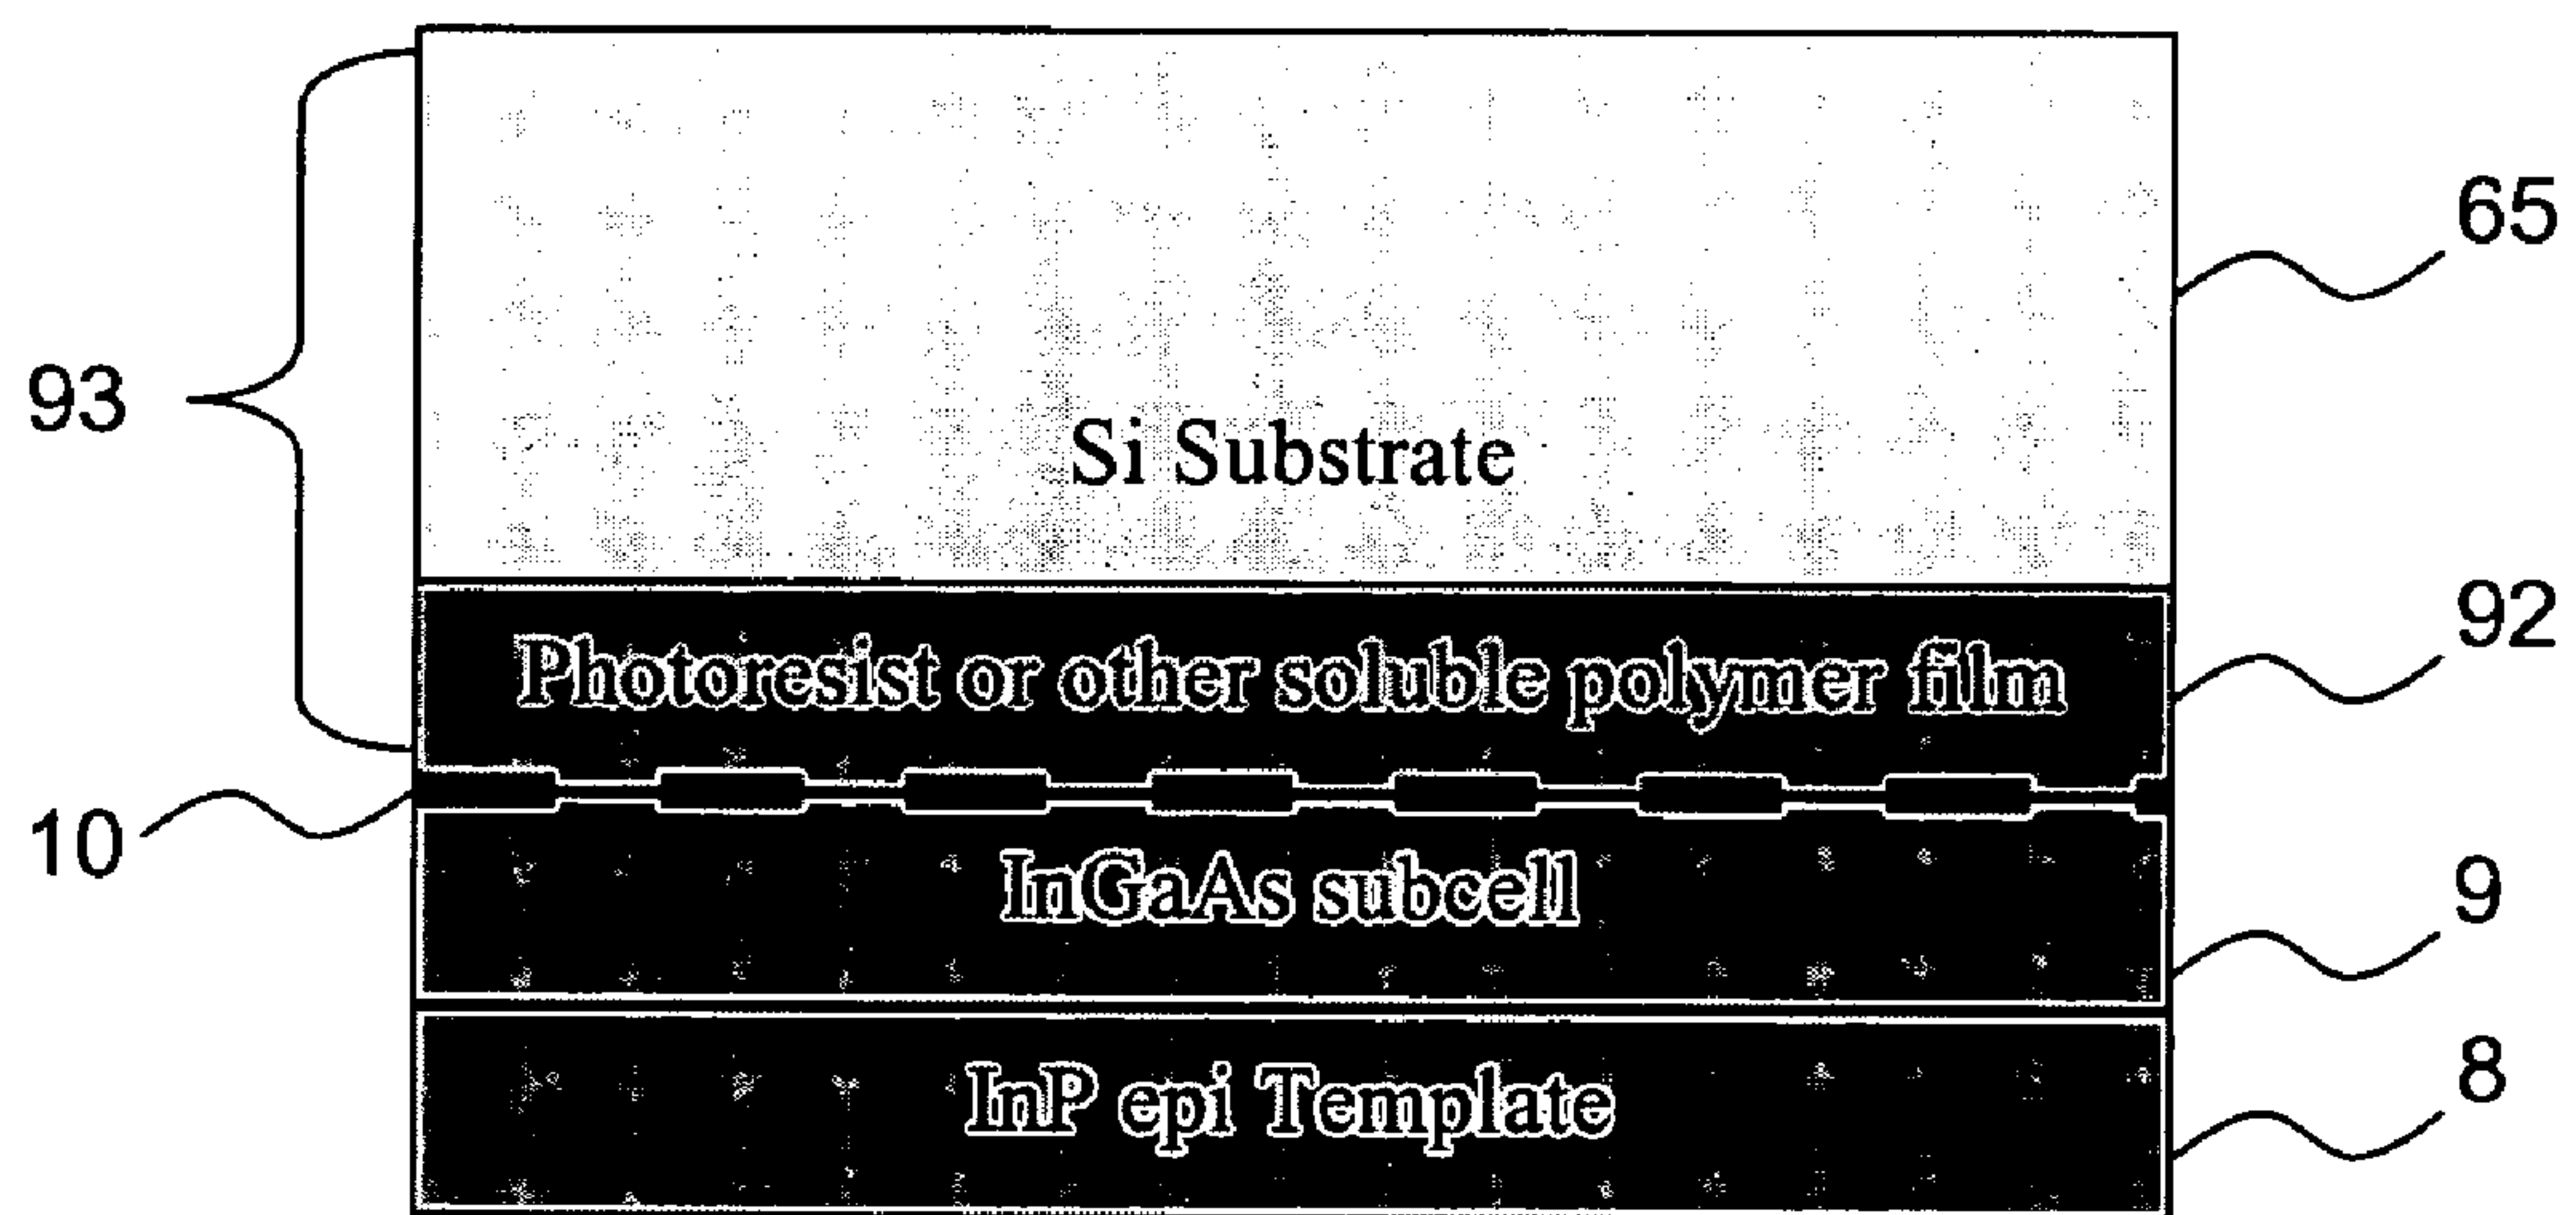 65
93
Si Substrate
92
Photoresist or other soluble polymer film
10
InGaAs subcell
9
InP epi Template
8